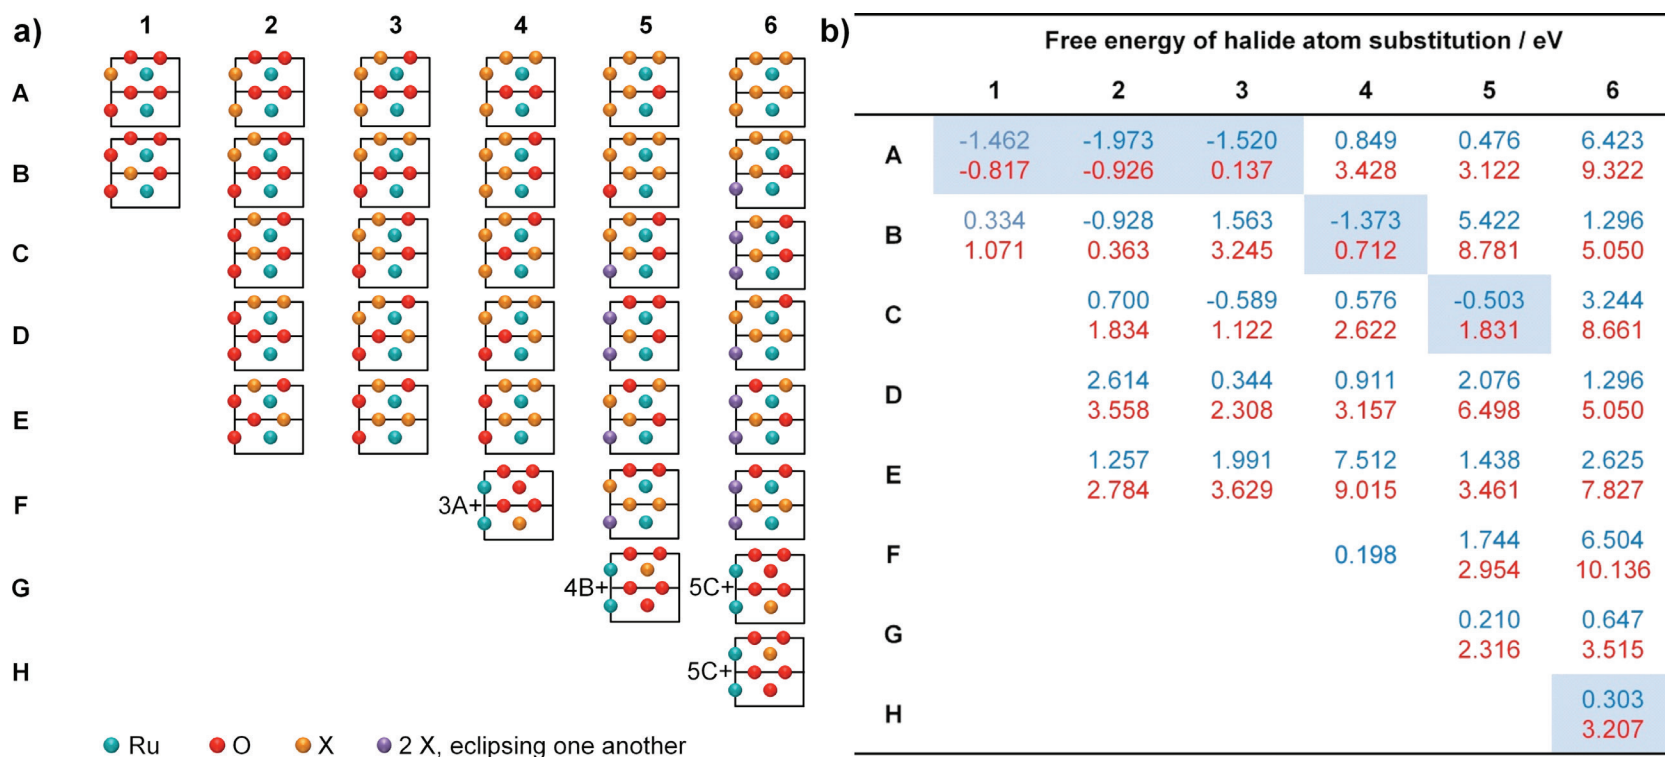 a)
1 2 3 4 5 6
A
B
C
D
E
F 3A+
G 4B+ 5C+
H 5C+
Ru O X 2 X, eclipsing one another
b)
Free energy of halide atom substitution / eV
1 2 3 4 5 6
A
-1.462 -1.973 -1.520 0.849 0.476 6.423
-0.817 -0.926 0.137 3.428 3.122 9.322
B
0.334 -0.928 1.563 -1.373 5.422 1.296
1.071 0.363 3.245 0.712 8.781 5.050
C
0.700 -0.589 0.576 -0.503 3.244
1.834 1.122 2.622 1.831 8.661
D
2.614 0.344 0.911 2.076 1.296
3.558 2.308 3.157 6.498 5.050
E
1.257 1.991 7.512 1.438 2.625
2.784 3.629 9.015 3.461 7.827
F
0.198 1.744 6.504
2.954 10.136
G
0.210 0.647
2.316 3.515
H
0.303
3.207